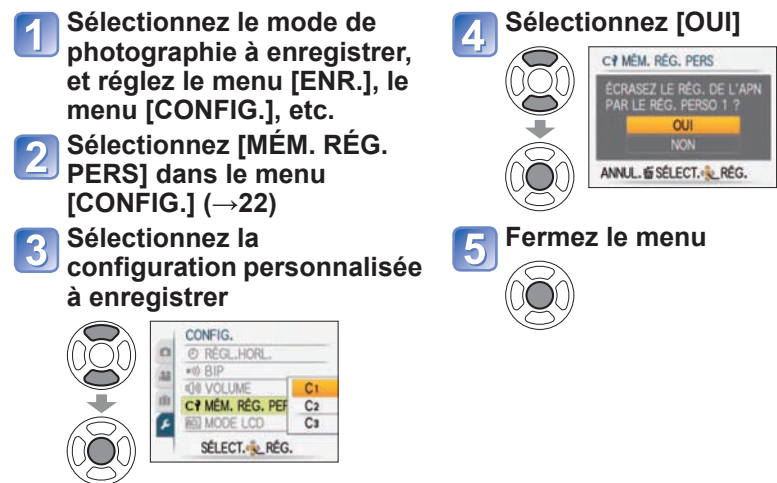 1
Sélectionnez le mode de
photographie à enregistrer,
et réglez le menu [ENR.], le
menu [CONFIG.], etc.
2
Sélectionnez [MÉM. RÉG.
PERS] dans le menu
[CONFIG.] (→22)
3
Sélectionnez la
configuration personnalisée
à enregistrer
CONFIG.
RÉGL.HORL.
BIP
VOLUME
C1
MÉM. RÉG. PER
C2
MODE LCD
C3
SÉLECT. RÉG.
4
Sélectionnez [OUI]
MÉM. RÉG. PERS
ÉCRASEZ LE RÉG. DE L'APN
PAR LE RÉG. PERSO 1 ?
OUI
NON
ANNUL. SÉLECT. RÉG.
5
Fermez le menu